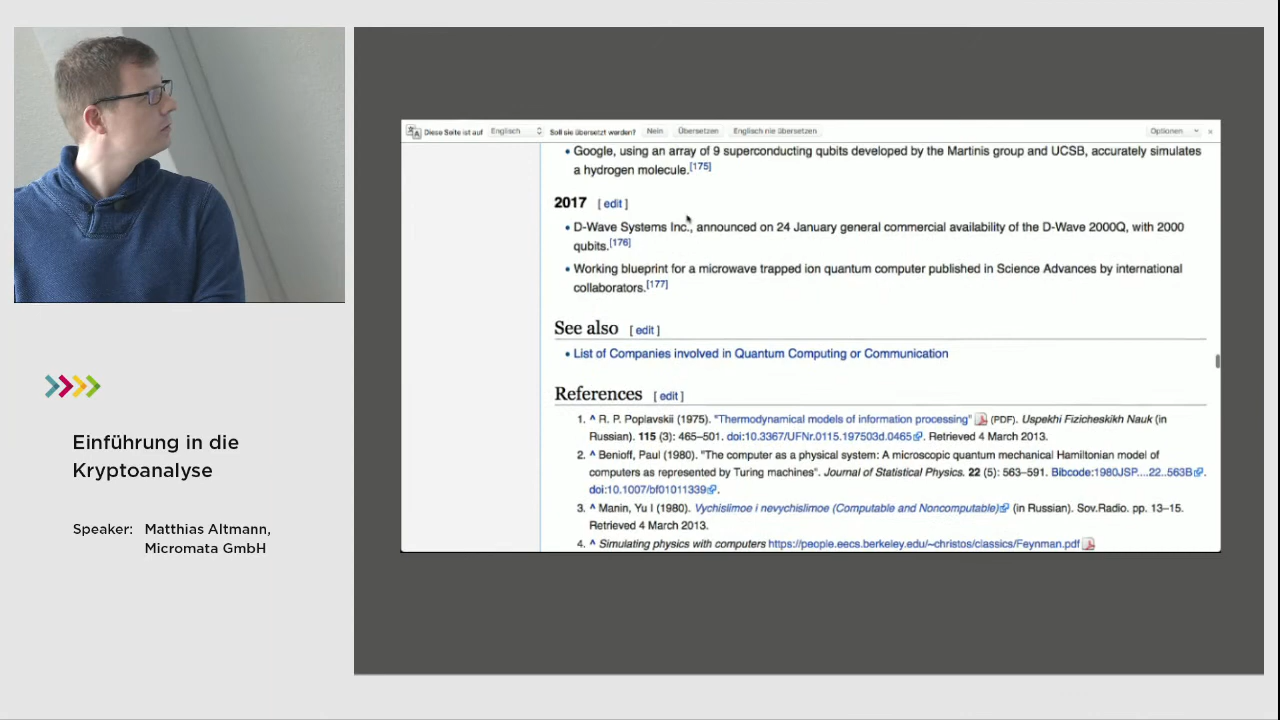 Diese Seite ist auf Englisch Soll sie übersetzt werden? Nein Übersetzen Englisch nie übersetzen Optionen
• Google, using an array of 9 superconducting qubits developed by the Martinis group and UCSB, accurately simulates
a hydrogen molecule.[175]
2017 [ edit ]
• D-Wave Systems Inc., announced on 24 January general commercial availability of the D-Wave 2000Q, with 2000
qubits.[176]
• Working blueprint for a microwave trapped ion quantum computer published in Science Advances by international
collaborators.[177]
See also [ edit ]
• List of Companies involved in Quantum Computing or Communication
References [ edit ]
1. ^ R. P. Poplavskii (1975). "Thermodynamical models of information processing" (PDF). Uspekhi Fizicheskikh Nauk (in
Russian). 115 (3): 465–501. doi:10.3367/UFNr.0115.197503d.0465. Retrieved 4 March 2013.
2. ^ Benioff, Paul (1980). "The computer as a physical system: A microscopic quantum mechanical Hamiltonian model of
computers as represented by Turing machines". Journal of Statistical Physics. 22 (5): 563–591. Bibcode:1980JSP....22..563B.
doi:10.1007/bf01011339.
3. ^ Manin, Yu I (1980). Vychislimoe i nevychislimoe (Computable and Noncomputable) (in Russian). Sov.Radio. pp. 13–15.
Retrieved 4 March 2013.
4. ^ Simulating physics with computers https://people.eecs.berkeley.edu/~christos/classics/Feynman.pdf
Einführung in die
Kryptoanalyse
Speaker: Matthias Altmann,
Micromata GmbH